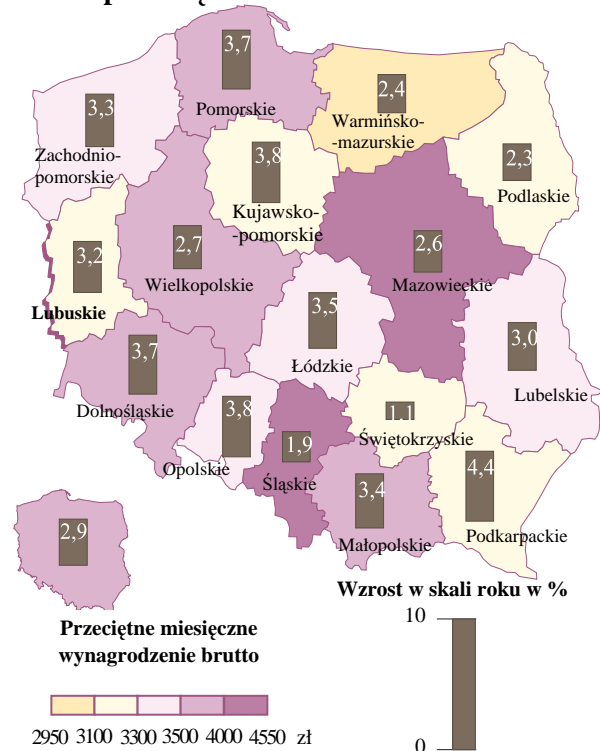 3,7
Pomorskie
3,3
Zachodnio-
pomorskie
2,4
Warmińsko-
-mazurskie
2,3
Podlaskie
3,8
Kujawsko-
-pomorskie
3,2
Lubuskie
2,7
Wielkopolskie
2,6
Mazowieckie
3,5
Łódzkie
3,0
Lubelskie
3,7
Dolnośląskie
3,8
Opolskie
1,9
Śląskie
1,1
Świętokrzyskie
3,4
Małopolskie
4,4
Podkarpackie
2,9
Przeciętne miesięczne
wynagrodzenie brutto
2950 3100 3300 3500 4000 4550 zł
Wzrost w skali roku w %
10
0